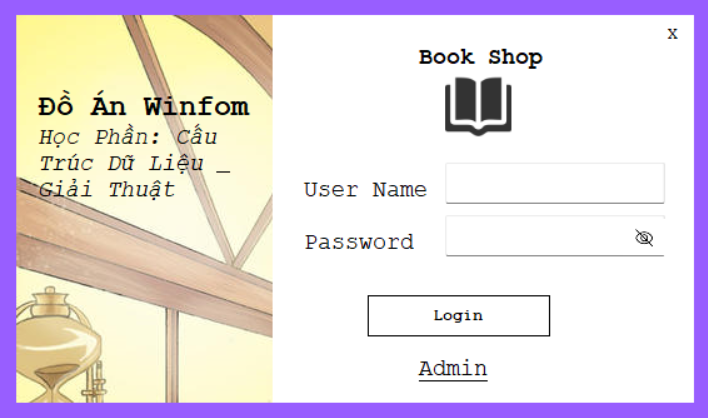 Đồ Án Winfom
Học Phần: Cấu
Trúc Dữ Liệu _
Giải Thuật
X
Book Shop
User Name
Password
Login
Admin